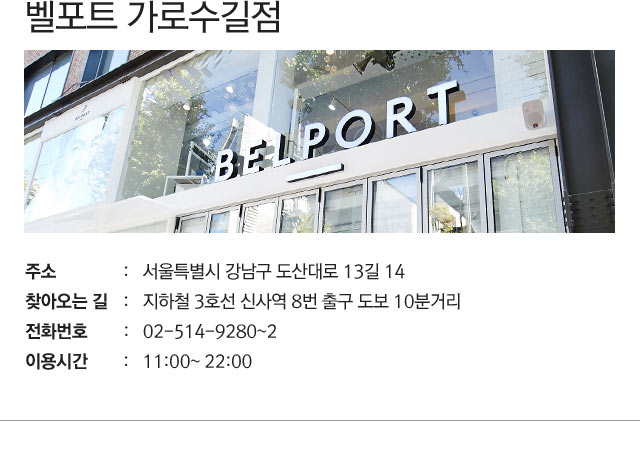 벨포트 가로수길점
BELPORT
주소 : 서울특별시 강남구 도산대로 13길 14
찾아오는 길 : 지하철 3호선 신사역 8번 출구 도보 10분거리
전화번호 : 02-514-9280~2
이용시간 : 11:00~ 22:00